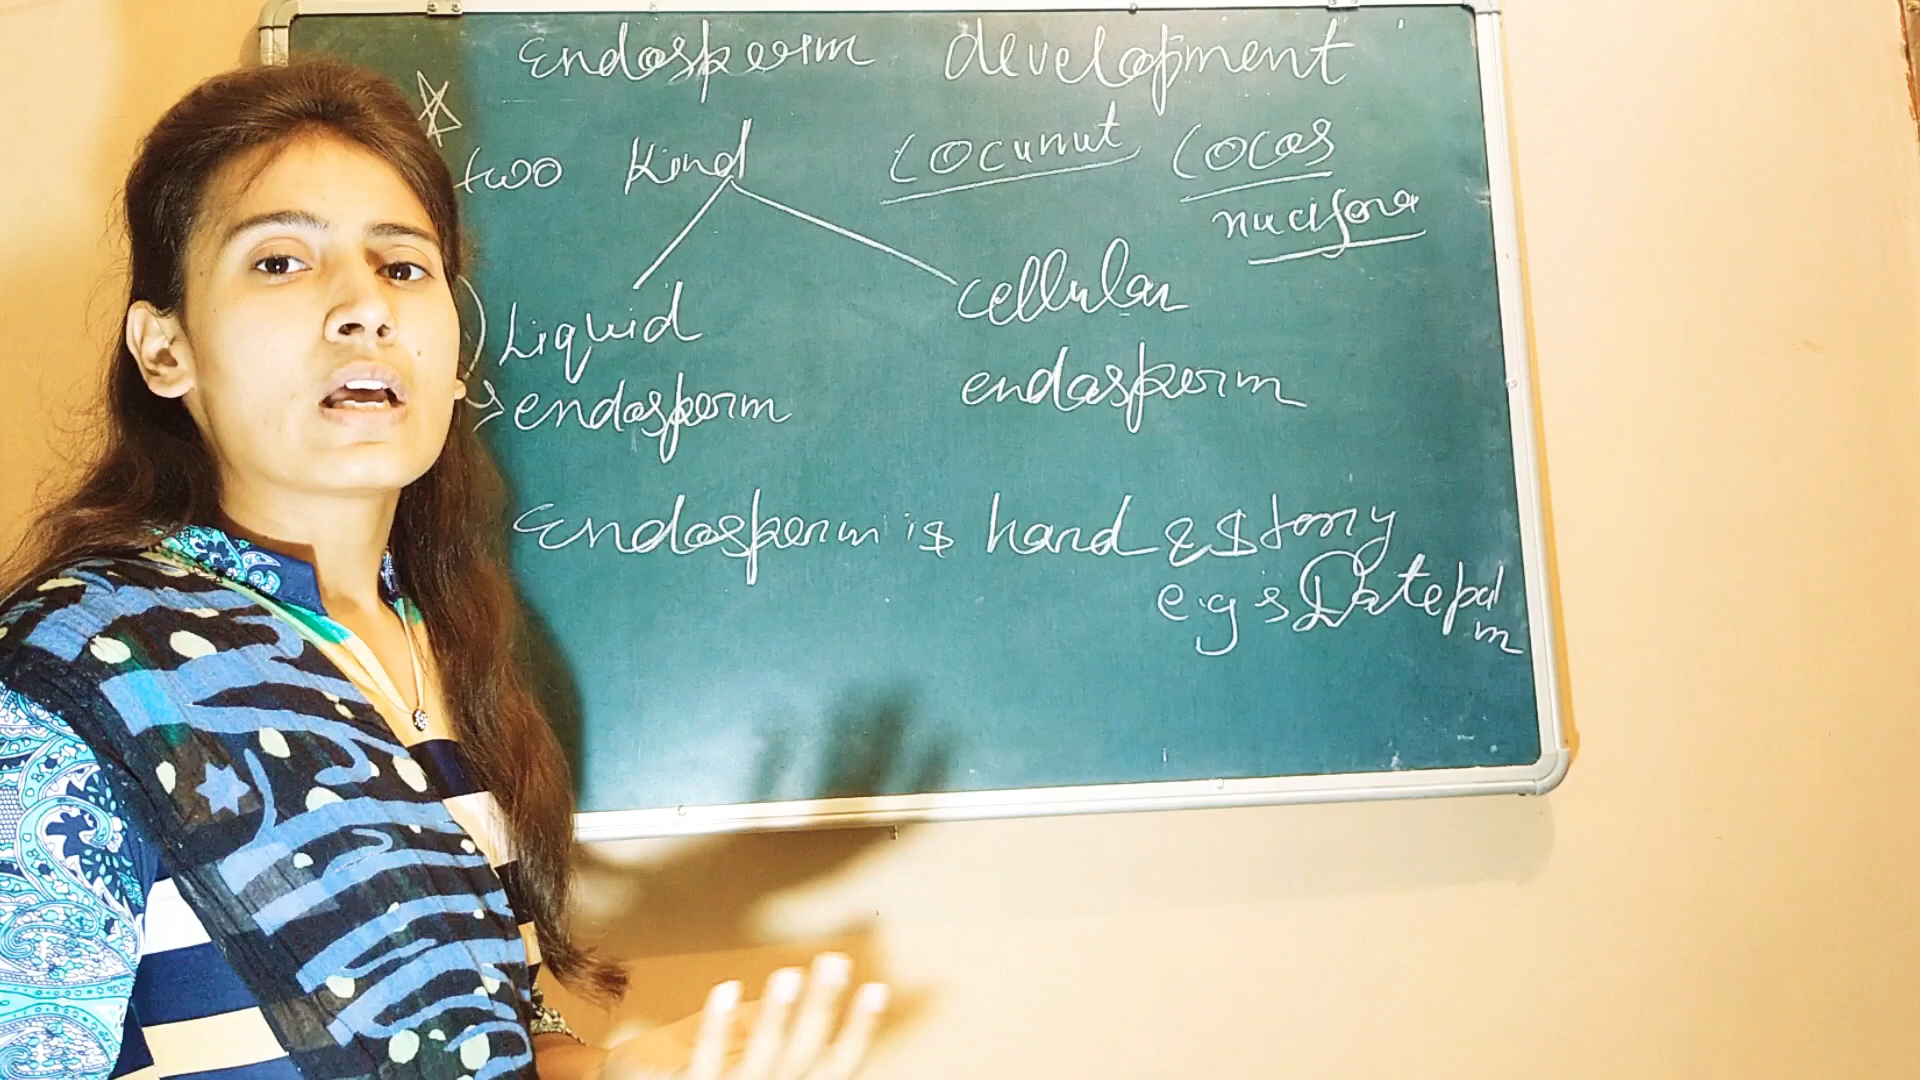 Endosperm development
two Kind Cocunut Cocos
nucifera
Liquid cellular
endosperm endosperm
Endosperm is hard & stony
e.g s Datepalm